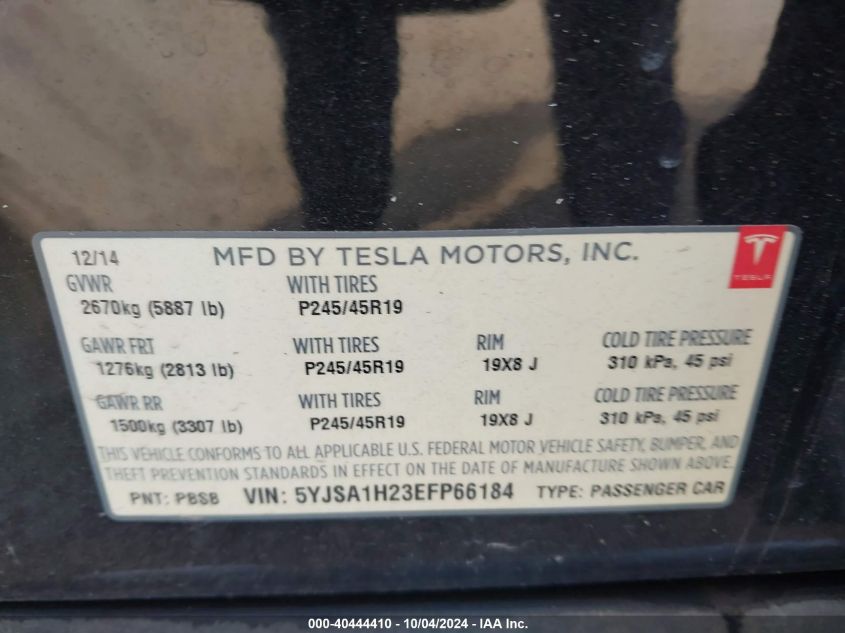 12/14 MFD BY TESLA MOTORS, INC.
TESLA
GVWR WITH TIRES
2670kg (5887 lb) P245/45R19
GAWR FRT WITH TIRES RIM COLD TIRE PRESSURE
1276kg (2813 lb) P245/45R19 19X8 J 310 kPa, 45 psi
GAWR RR WITH TIRES RIM COLD TIRE PRESSURE
1500kg (3307 lb) P245/45R19 19X8 J 310 kPa, 45 psi
THIS VEHICLE CONFORMS TO ALL APPLICABLE U.S. FEDERAL MOTOR VEHICLE SAFETY, BUMPER, AND
THEFT PREVENTION STANDARDS IN EFFECT ON THE DATE OF MANUFACTURE SHOWN ABOVE.
PNT: PBSB VIN: 5YJSA1H23EFP66184 TYPE: PASSENGER CAR
000-40444410 - 10/04/2024 - IAA Inc.